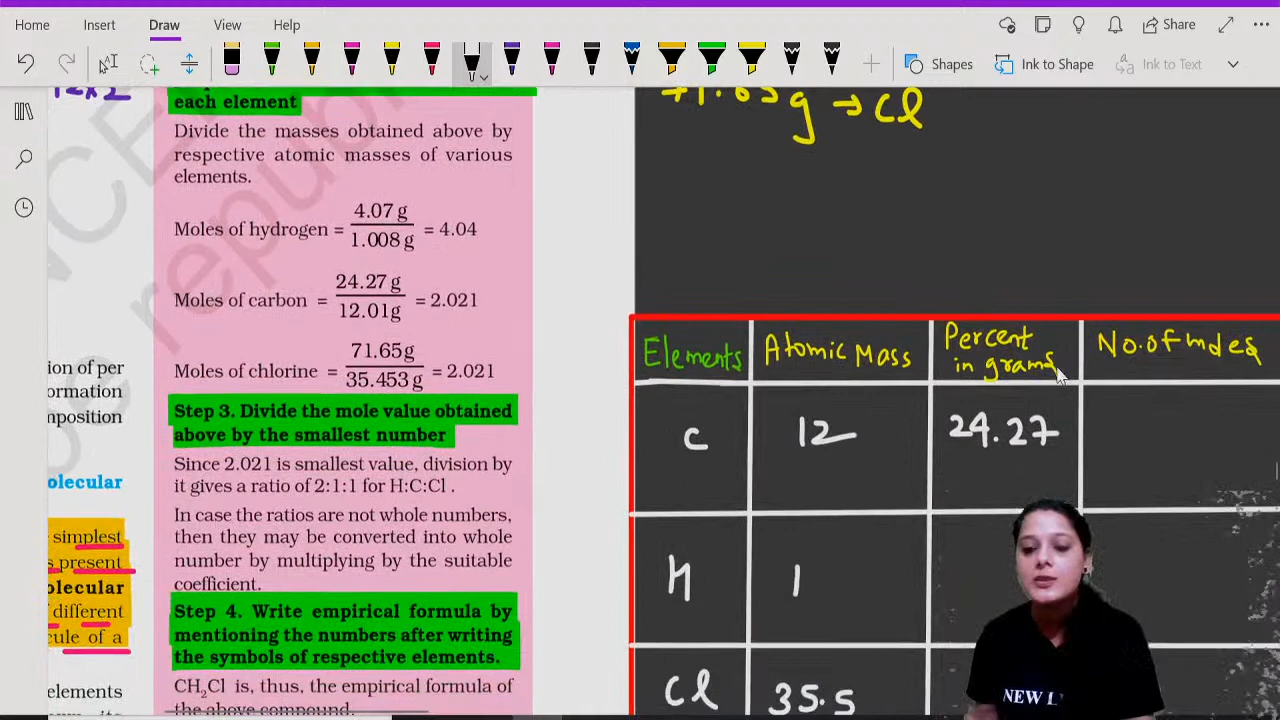 Home Insert Draw View Help Share
Shapes Ink to Shape Ink to Text
12x2
each element
Divide the masses obtained above by
respective atomic masses of various
elements.
Moles of hydrogen = 4.07 g / 1.008 g = 4.04
Moles of carbon = 24.27 g / 12.01g = 2.021
Moles of chlorine = 71.65g / 35.453 g = 2.021
Step 3. Divide the mole value obtained
above by the smallest number
Since 2.021 is smallest value, division by
it gives a ratio of 2:1:1 for H:C:Cl .
In case the ratios are not whole numbers,
then they may be converted into whole
number by multiplying by the suitable
coefficient.
Step 4. Write empirical formula by
mentioning the numbers after writing
the symbols of respective elements.
CH₂Cl is, thus, the empirical formula of
the above compound.
ion of per
ormation
mposition
olecular
simplest
s present
olecular
different
cule of a
elements
71.65 g → Cl
Elements Atomic Mass Percent in grams No. of moles
C 12 24.27
H 1
Cl 35.5
NEW L